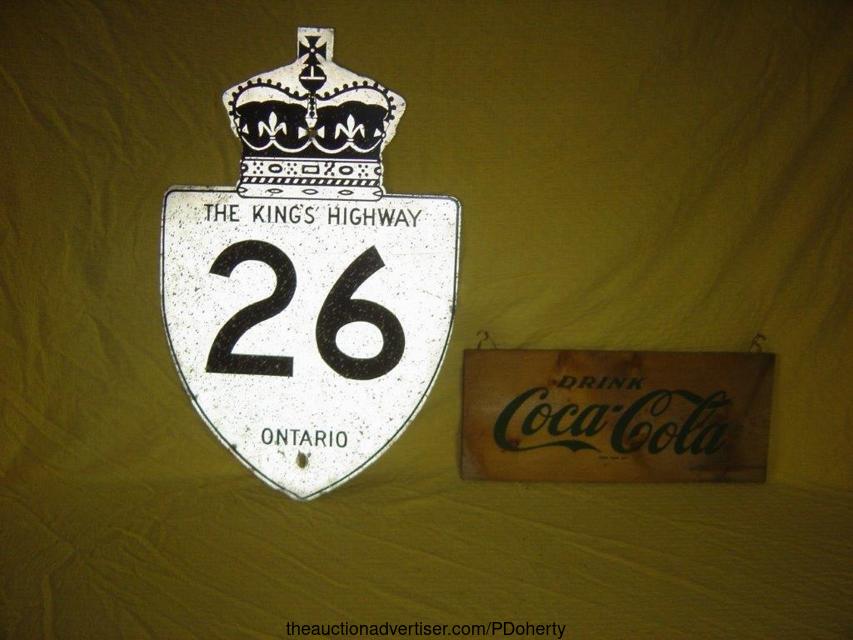 THE KING'S HIGHWAY
26
ONTARIO
DRINK
Coca-Cola
theauctionadvertiser.com/PDoherty